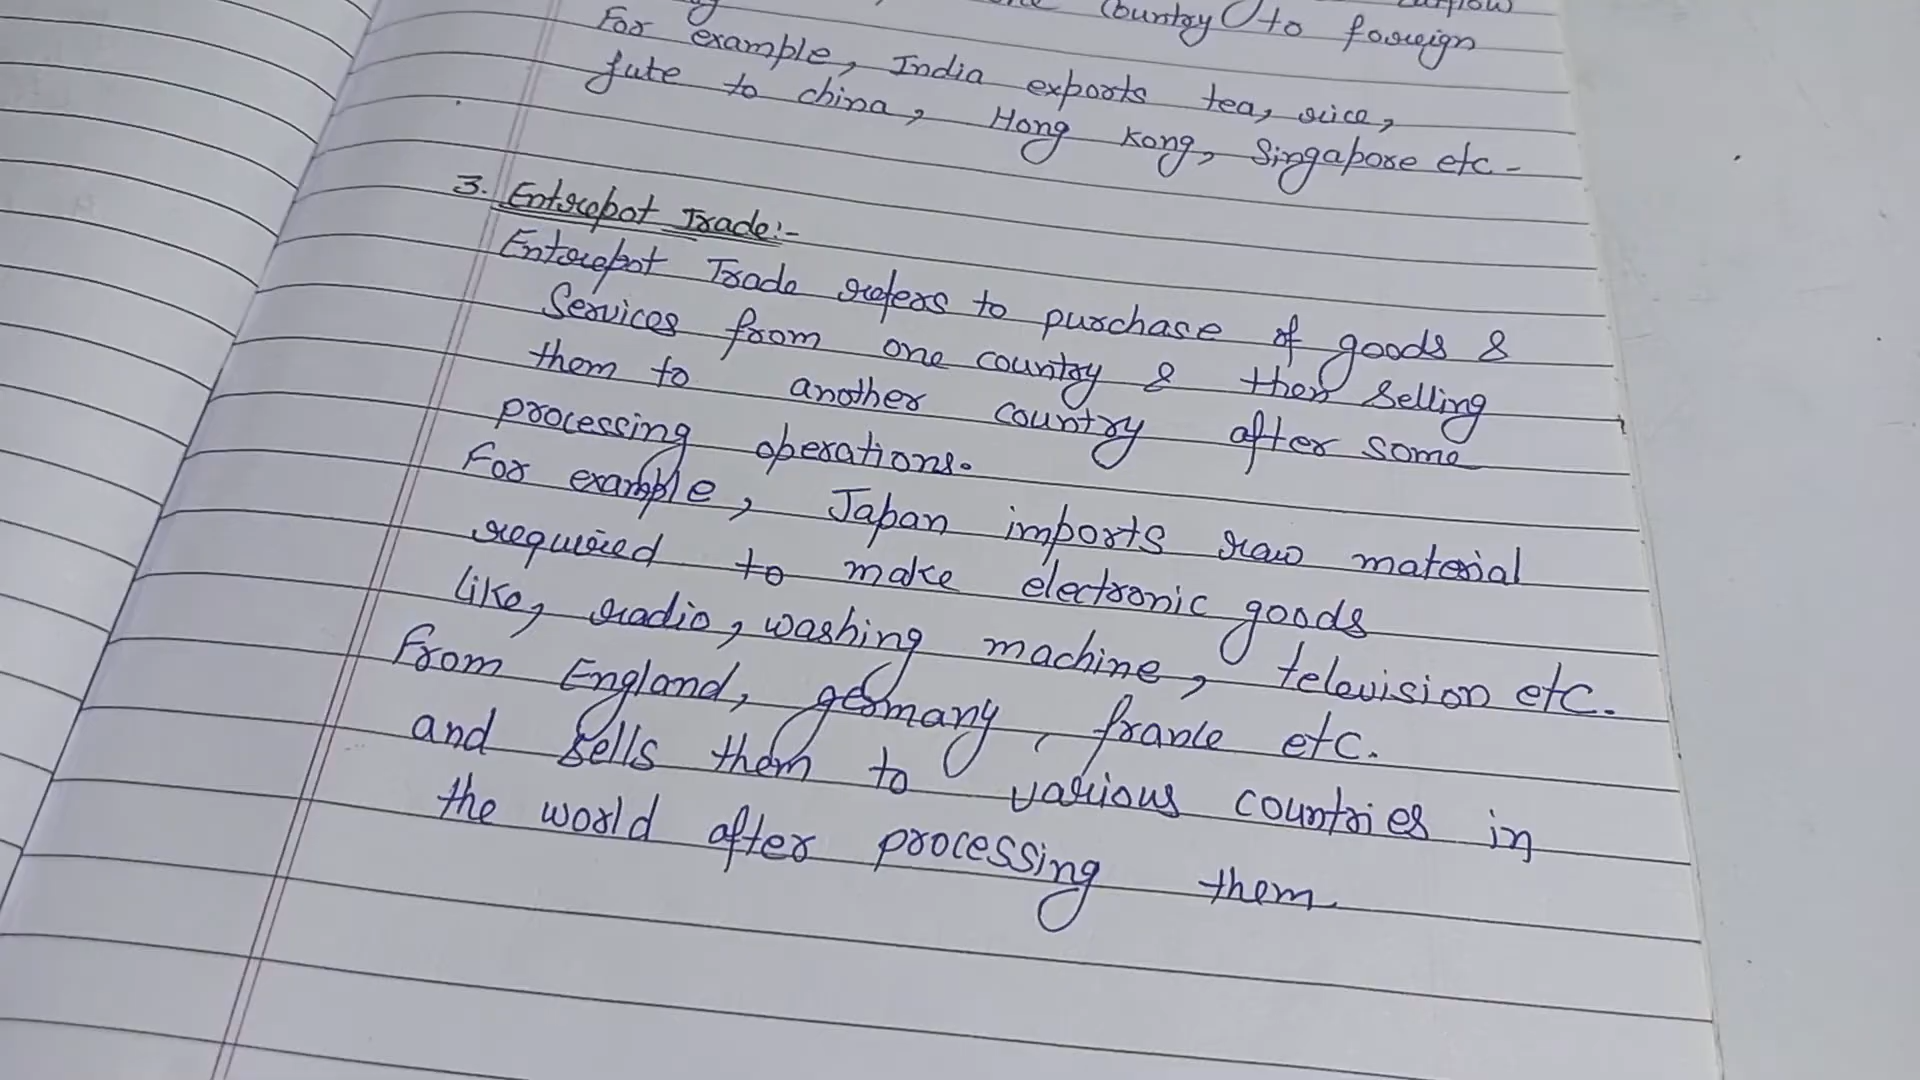 country to foreign
For example, India exports tea, rice,
jute to china, Hong Kong, Singapore etc-
3. Entrepot Trade:-
Entrepot Trade refers to purchase of goods &
Services from one country & then selling
them to another country after some
processing operations.
For example, Japan imports raw material
required to make electronic goods
like, radio, washing machine, television etc.
From England, germany, france etc.
and sells them to various countries in
the world after processing them.